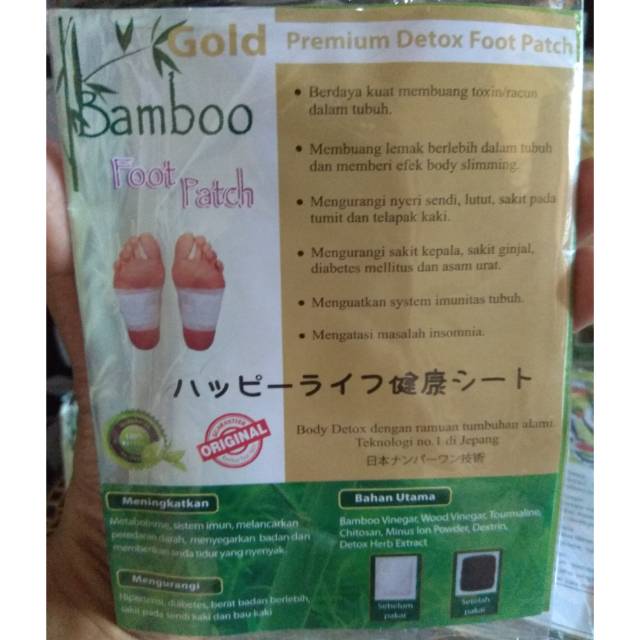 Gold
Premium Detox Foot Patch
Bamboo
Foot
Patch
• Berdaya kuat membuang toxin/racun
dalam tubuh.
• Membuang lemak berlebih dalam tubuh
dan memberi efek body slimming.
• Mengurangi nyeri sendi, lutut, sakit pada
tumit dan telapak kaki.
• Mengurangi sakit kepala, sakit ginjal,
diabetes mellitus dan asam urat.
• Menguatkan system imunitas tubuh.
• Mengatasi masalah insomnia.
ハッピーライフ健康シート
ORIGINAL
Body Detox dengan ramuan tumbuhan alami.
Teknologi no.1 di Jepang
日本ナンバーワン技術
Meningkatkan
Metabolisme, sistem imun, melancarkan
peredaran darah, menyegarkan badan dan
memberikan anda tidur yang nyenyak
Mengurangi
Hipertensi, diabetes, berat badan berlebih,
sakit pada sendi kaki dan bau kaki
Bahan Utama
Bamboo Vinegar, Wood Vinegar, Tourmaline,
Chitosan, Minus Ion Powder, Dextrin,
Detox Herb Extract
Sebelum
pakai
Setelah
pakai